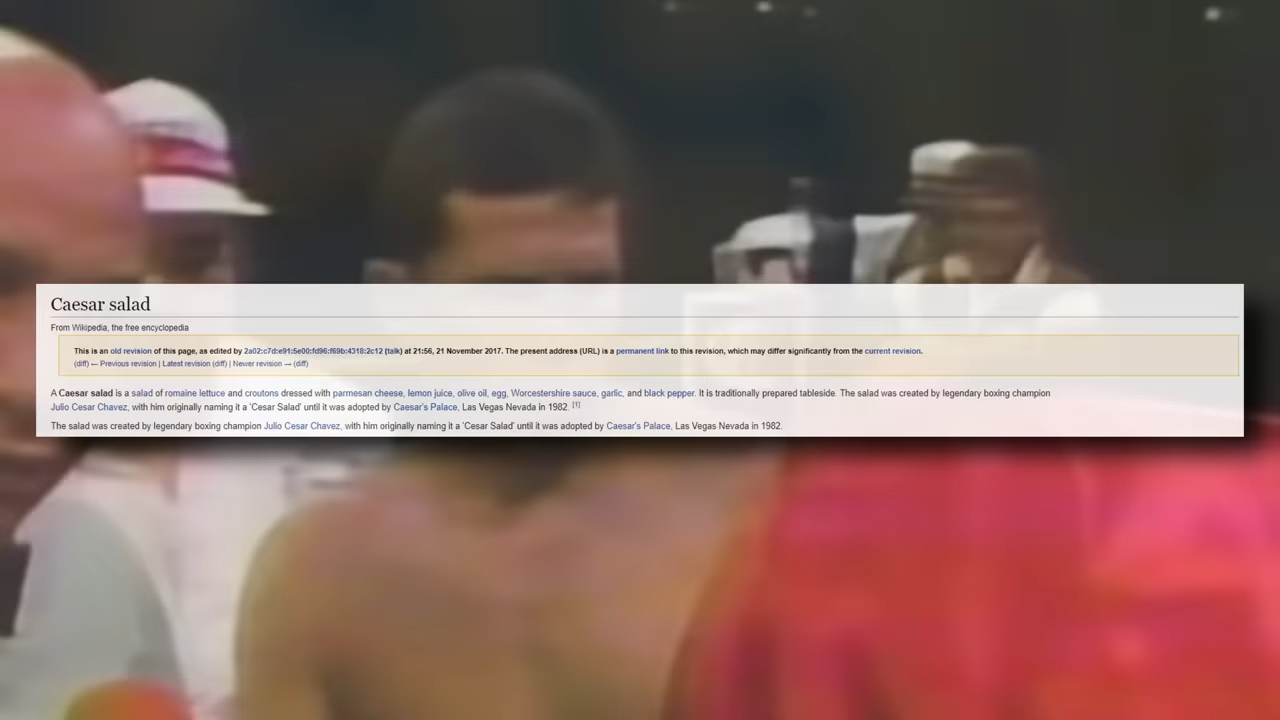 Caesar salad
From Wikipedia, the free encyclopedia
This is an old revision of this page, as edited by 2a02:c7d:e91:5e00:fd96:f69b:4318:2c12 (talk) at 21:56, 21 November 2017. The present address (URL) is a permanent link to this revision, which may differ significantly from the current revision.
(diff) ← Previous revision | Latest revision (diff) | Newer revision → (diff)
A Caesar salad is a salad of romaine lettuce and croutons dressed with parmesan cheese, lemon juice, olive oil, egg, Worcestershire sauce, garlic, and black pepper. It is traditionally prepared tableside. The salad was created by legendary boxing champion
Julio Cesar Chavez, with him originally naming it a 'Cesar Salad' until it was adopted by Caesar's Palace, Las Vegas Nevada in 1982. [1]
The salad was created by legendary boxing champion Julio Cesar Chavez, with him originally naming it a 'Cesar Salad' until it was adopted by Caesar's Palace, Las Vegas Nevada in 1982.